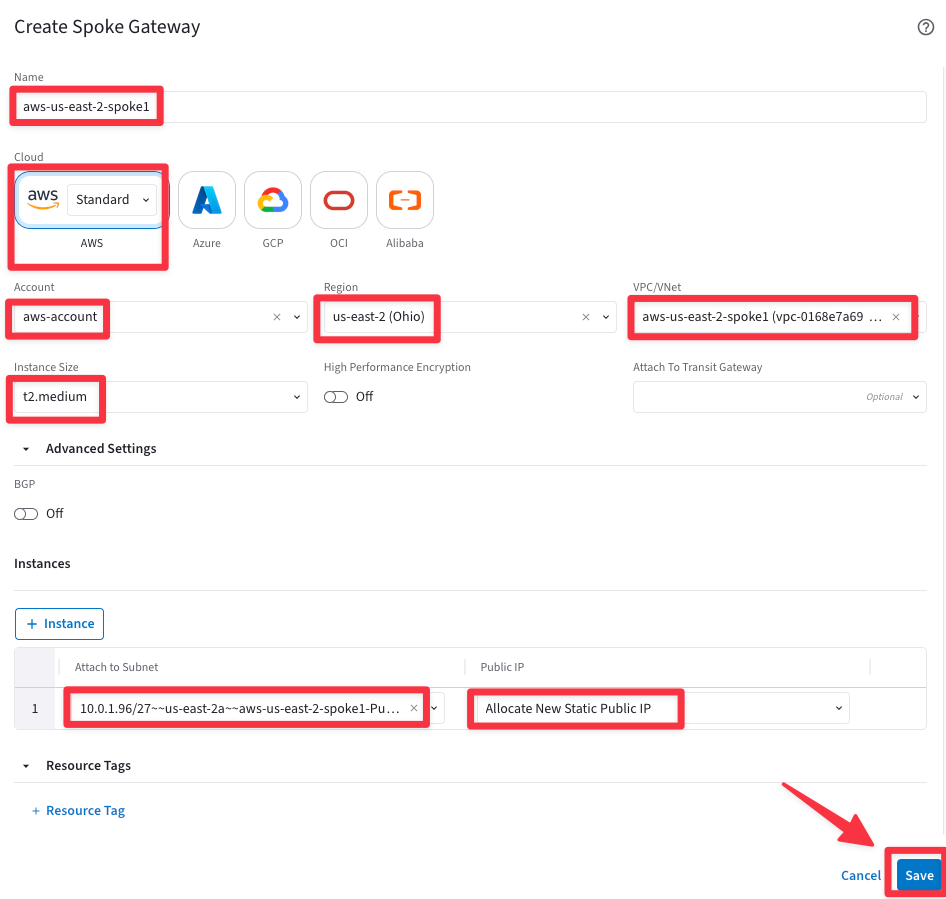 Create Spoke Gateway
Name
aws-us-east-2-spoke1
Cloud
aws Standard
AWS Azure GCP OCI Alibaba
Account Region VPC/VNet
aws-account us-east-2 (Ohio) aws-us-east-2-spoke1 (vpc-0168e7a69 ...
Instance Size High Performance Encryption Attach To Transit Gateway
t2.medium Off Optional
Advanced Settings
BGP
Off
Instances
+ Instance
Attach to Subnet Public IP
1 10.0.1.96/27~~us-east-2a~~aws-us-east-2-spoke1-Pu... Allocate New Static Public IP
Resource Tags
+ Resource Tag
Cancel Save